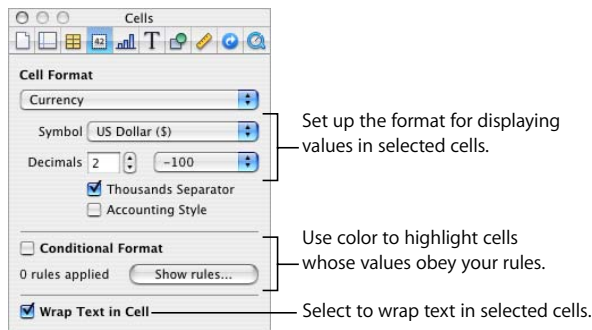 Cells
42
T
Cell Format
Currency
Symbol US Dollar ($)
Decimals 2 -100
Thousands Separator
Accounting Style
Set up the format for displaying
values in selected cells.
Conditional Format
0 rules applied Show rules...
Use color to highlight cells
whose values obey your rules.
Wrap Text in Cell
Select to wrap text in selected cells.